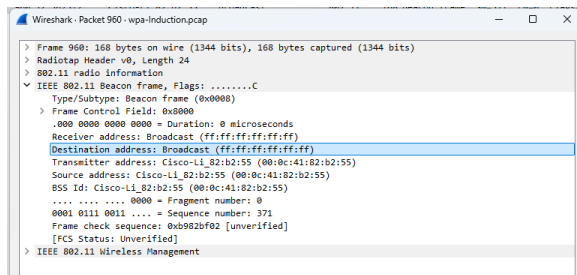 Wireshark · Packet 960 · wpa-Induction.pcap
Frame 960: 168 bytes on wire (1344 bits), 168 bytes captured (1344 bits)
Radiotap Header v0, Length 24
802.11 radio information
IEEE 802.11 Beacon frame, Flags: ........C
Type/Subtype: Beacon frame (0x0008)
Frame Control Field: 0x8000
.000 0000 0000 0000 = Duration: 0 microseconds
Receiver address: Broadcast (ff:ff:ff:ff:ff:ff)
Destination address: Broadcast (ff:ff:ff:ff:ff:ff)
Transmitter address: Cisco-Li_82:b2:55 (00:0c:41:82:b2:55)
Source address: Cisco-Li_82:b2:55 (00:0c:41:82:b2:55)
BSS Id: Cisco-Li_82:b2:55 (00:0c:41:82:b2:55)
.... .... .... 0000 = Fragment number: 0
0001 0111 0011 .... = Sequence number: 371
Frame check sequence: 0xb982bf02 [unverified]
[FCS Status: Unverified]
IEEE 802.11 Wireless Management